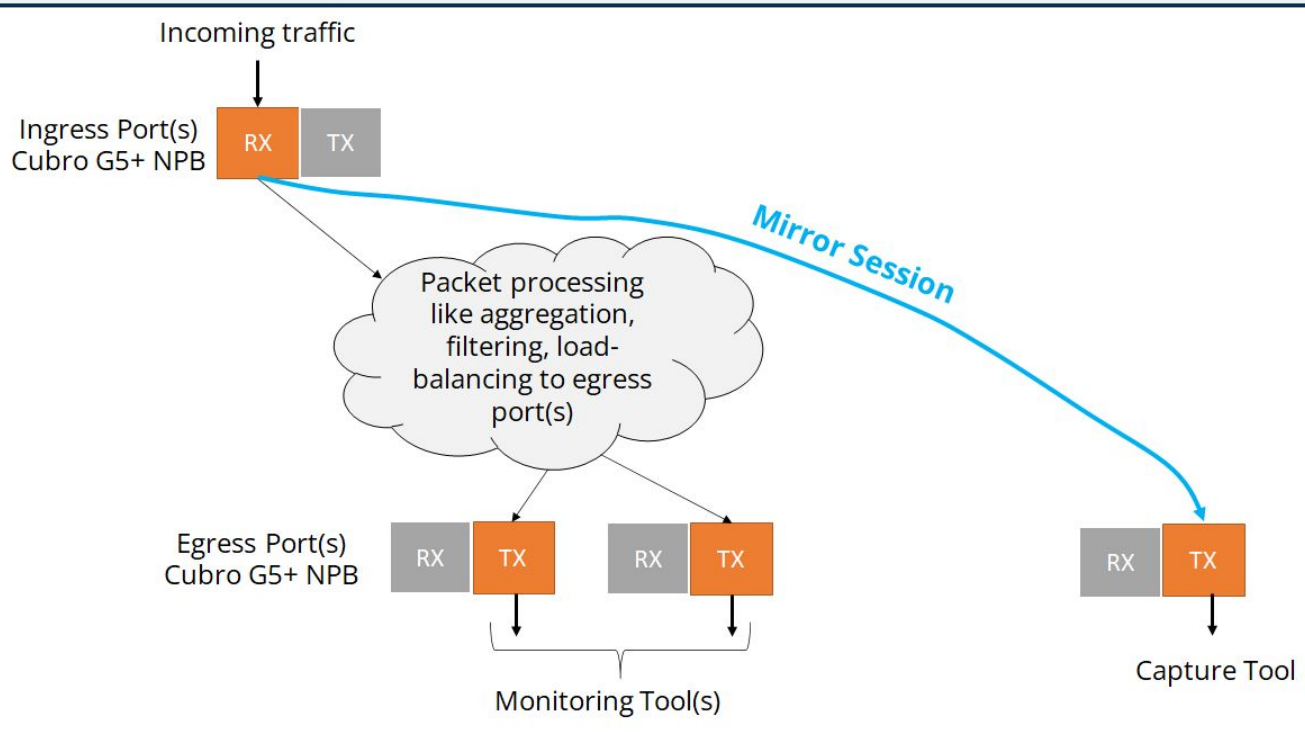 Incoming traffic
Ingress Port(s)
Cubro G5+ NPB
RX
TX
Mirror Session
Packet processing
like aggregation,
filtering, load-
balancing to egress
port(s)
Egress Port(s)
Cubro G5+ NPB
RX
TX
RX
TX
RX
TX
Monitoring Tool(s)
Capture Tool